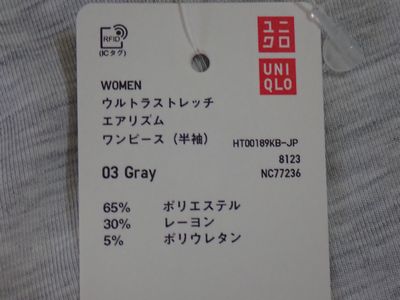 RFID
(ICタグ)
ユニ
クロ
UNI
QLO
WOMEN
ウルトラストレッチ
エアリズム
ワンピース（半袖）
HT00189KB-JP
8123
03 Gray
NC77236
65% ポリエステル
30% レーヨン
5% ポリウレタン